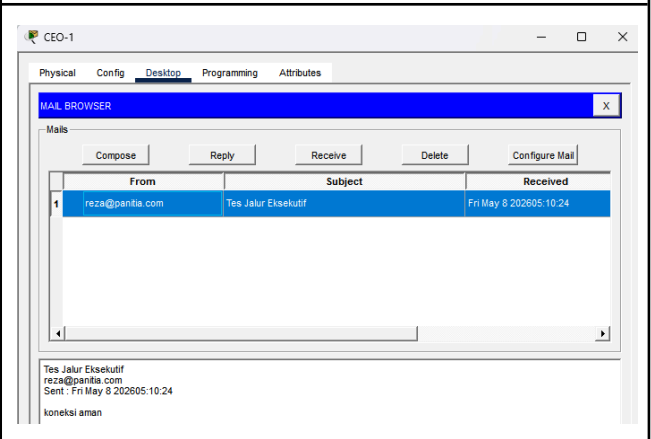 CEO-1
Physical Config Desktop Programming Attributes
MAIL BROWSER X
Mails
Compose Reply Receive Delete Configure Mail
From Subject Received
1 reza@panitia.com Tes Jalur Eksekutif Fri May 8 202605:10:24
Tes Jalur Eksekutif
reza@panitia.com
Sent : Fri May 8 202605:10:24
koneksi aman